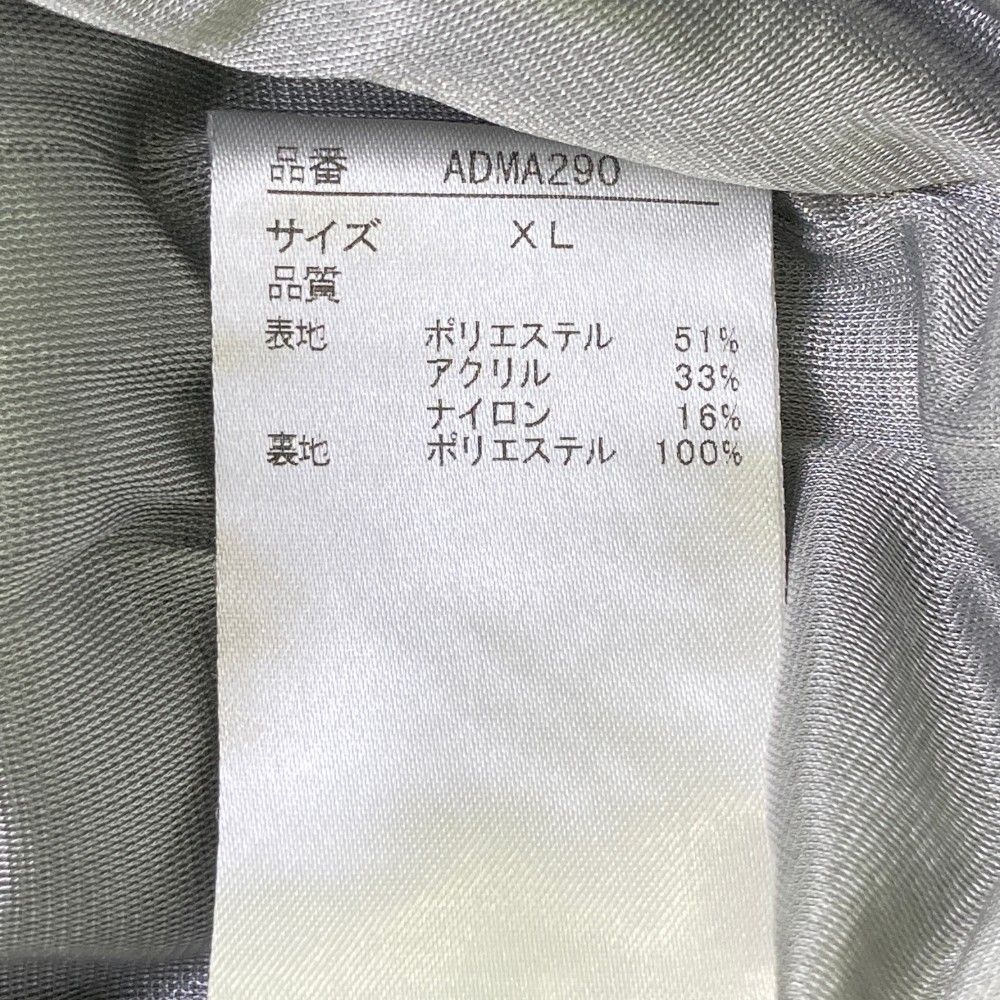 品番 ADMA290
サイズ XL
品質
表地 ポリエステル 51%
アクリル 33%
ナイロン 16%
裏地 ポリエステル 100%